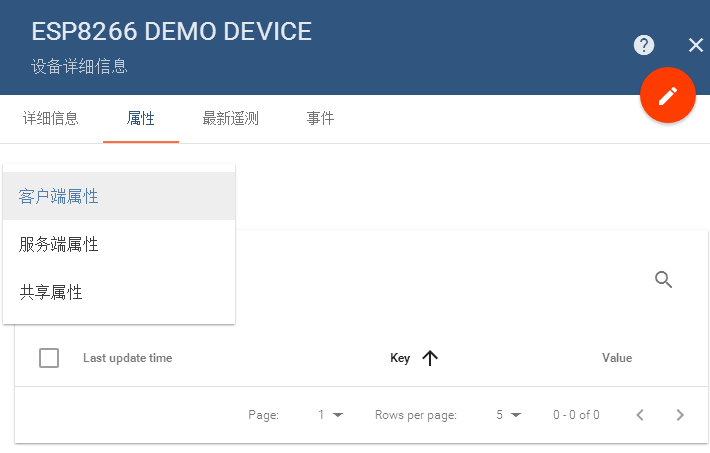 ESP8266 DEMO DEVICE
设备详细信息
详细信息 属性 最新遥测 事件
客户端属性
服务端属性
共享属性
Last update time Key Value
Page: 1 Rows per page: 5 0 - 0 of 0